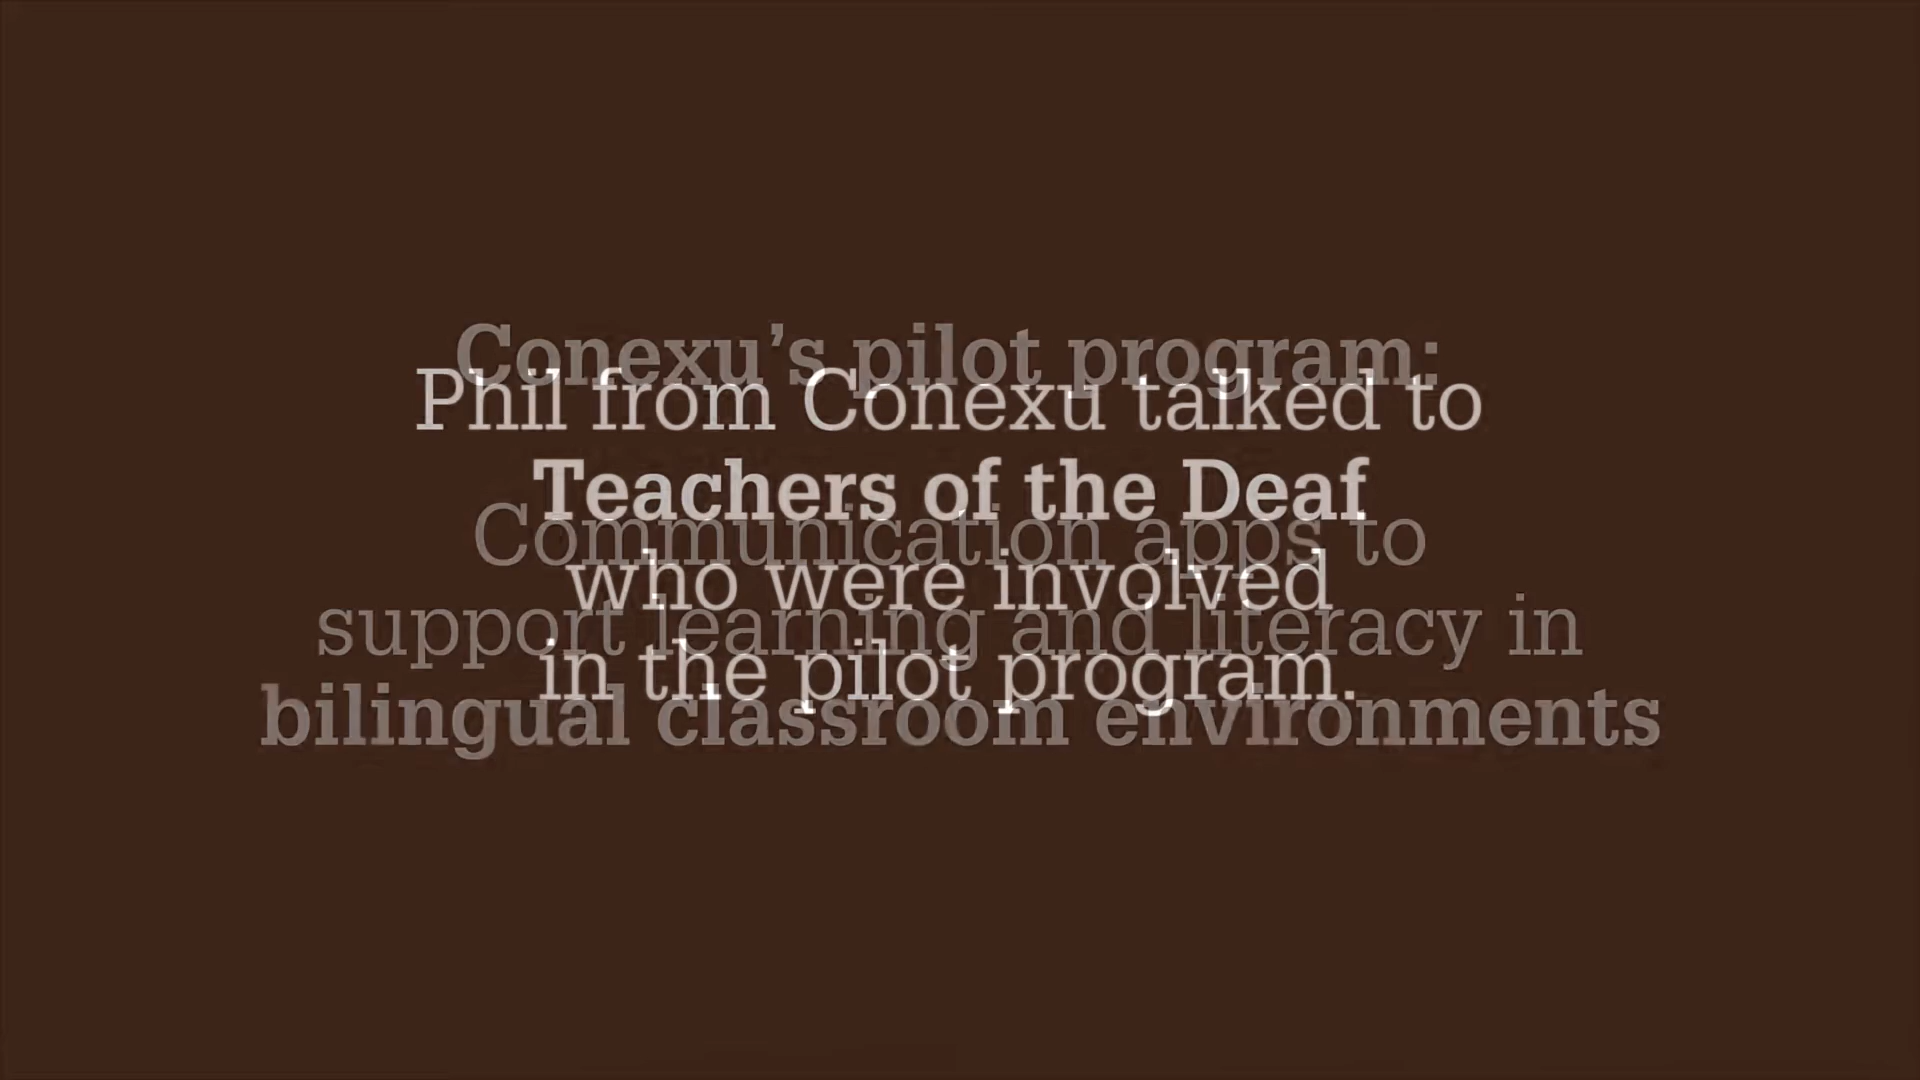 Conexu’s pilot program:
Phil from Conexu talked to
Teachers of the Deaf
Communication apps to
who were involved
support learning and literacy in
in the pilot program.
bilingual classroom environments